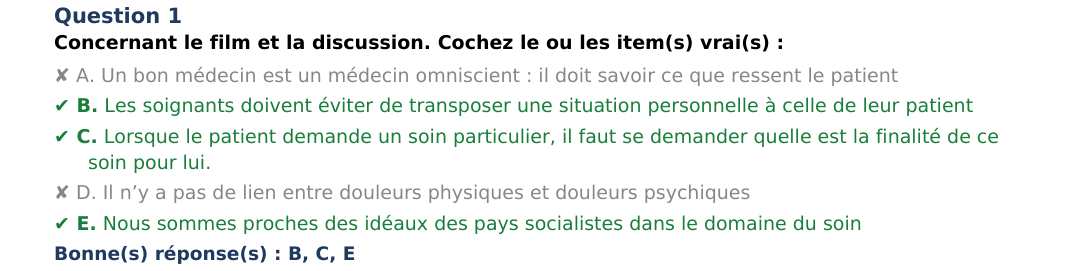 Question 1
Concernant le film et la discussion. Cochez le ou les item(s) vrai(s) :
✘ A. Un bon médecin est un médecin omniscient : il doit savoir ce que ressent le patient
✔ B. Les soignants doivent éviter de transposer une situation personnelle à celle de leur patient
✔ C. Lorsque le patient demande un soin particulier, il faut se demander quelle est la finalité de ce
soin pour lui.
✘ D. Il n’y a pas de lien entre douleurs physiques et douleurs psychiques
✔ E. Nous sommes proches des idéaux des pays socialistes dans le domaine du soin
Bonne(s) réponse(s) : B, C, E